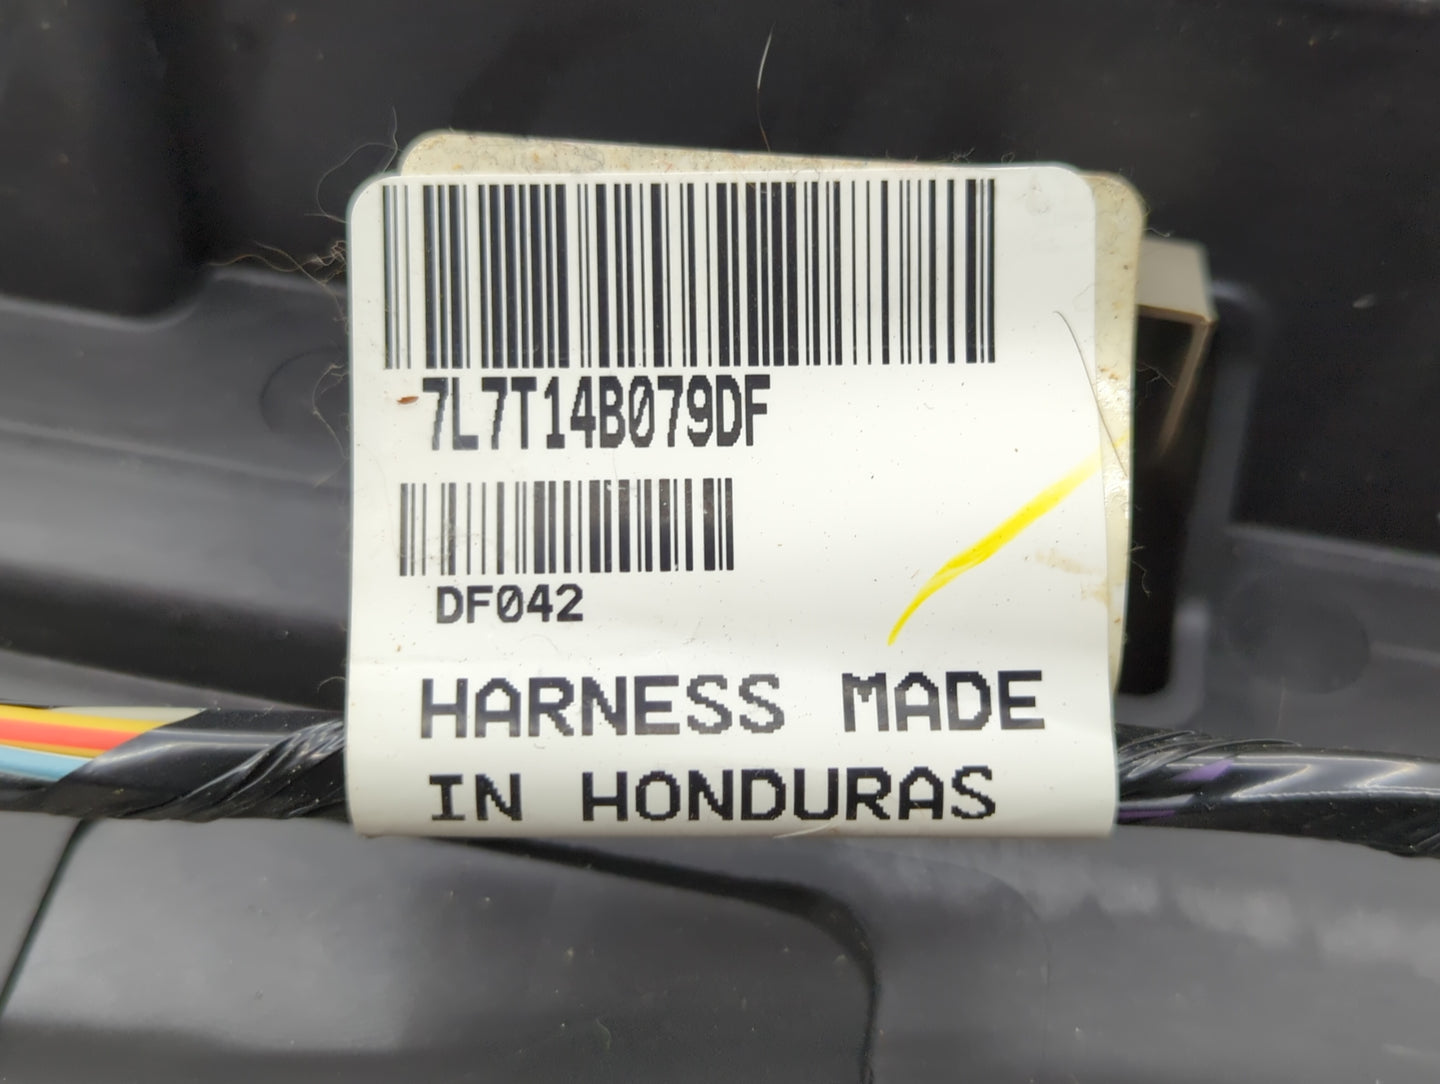 7L7T14B079DF
DF042
HARNESS MADE
IN HONDURAS